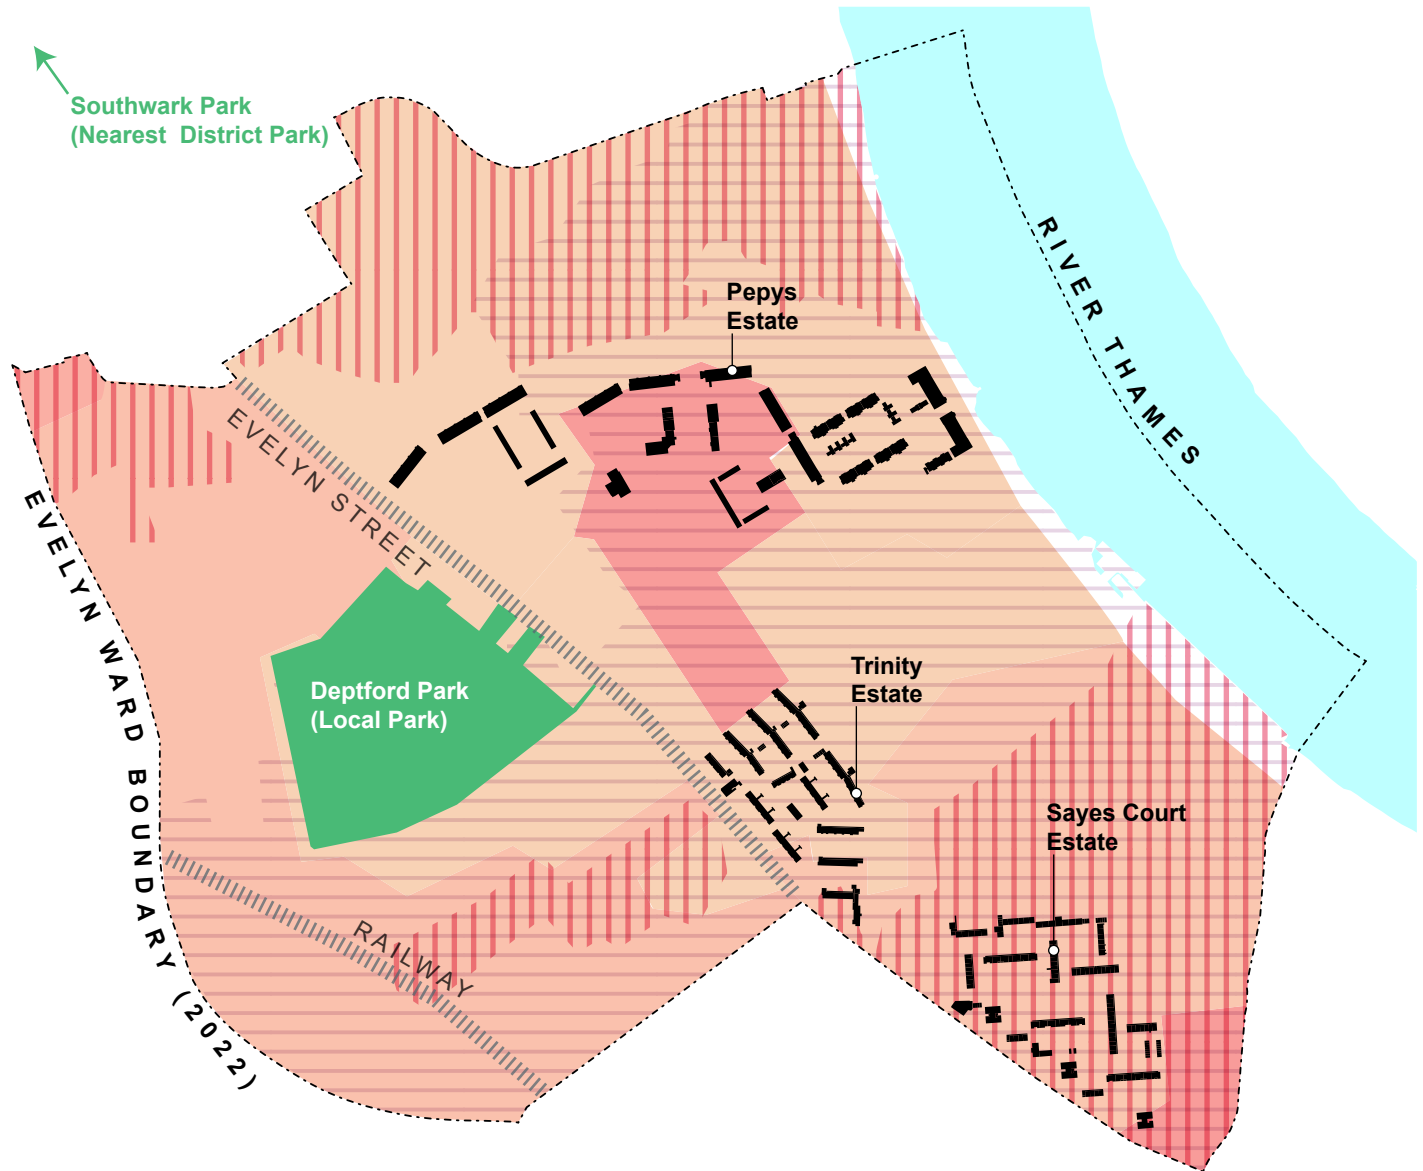 Southwark Park
(Nearest District Park)
RIVER THAMES
Pepys
Estate
EVELYN STREET
EVELYN WARD BOUNDARY (2022)
Deptford Park
(Local Park)
Trinity
Estate
Sayes Court
Estate
RAILWAY